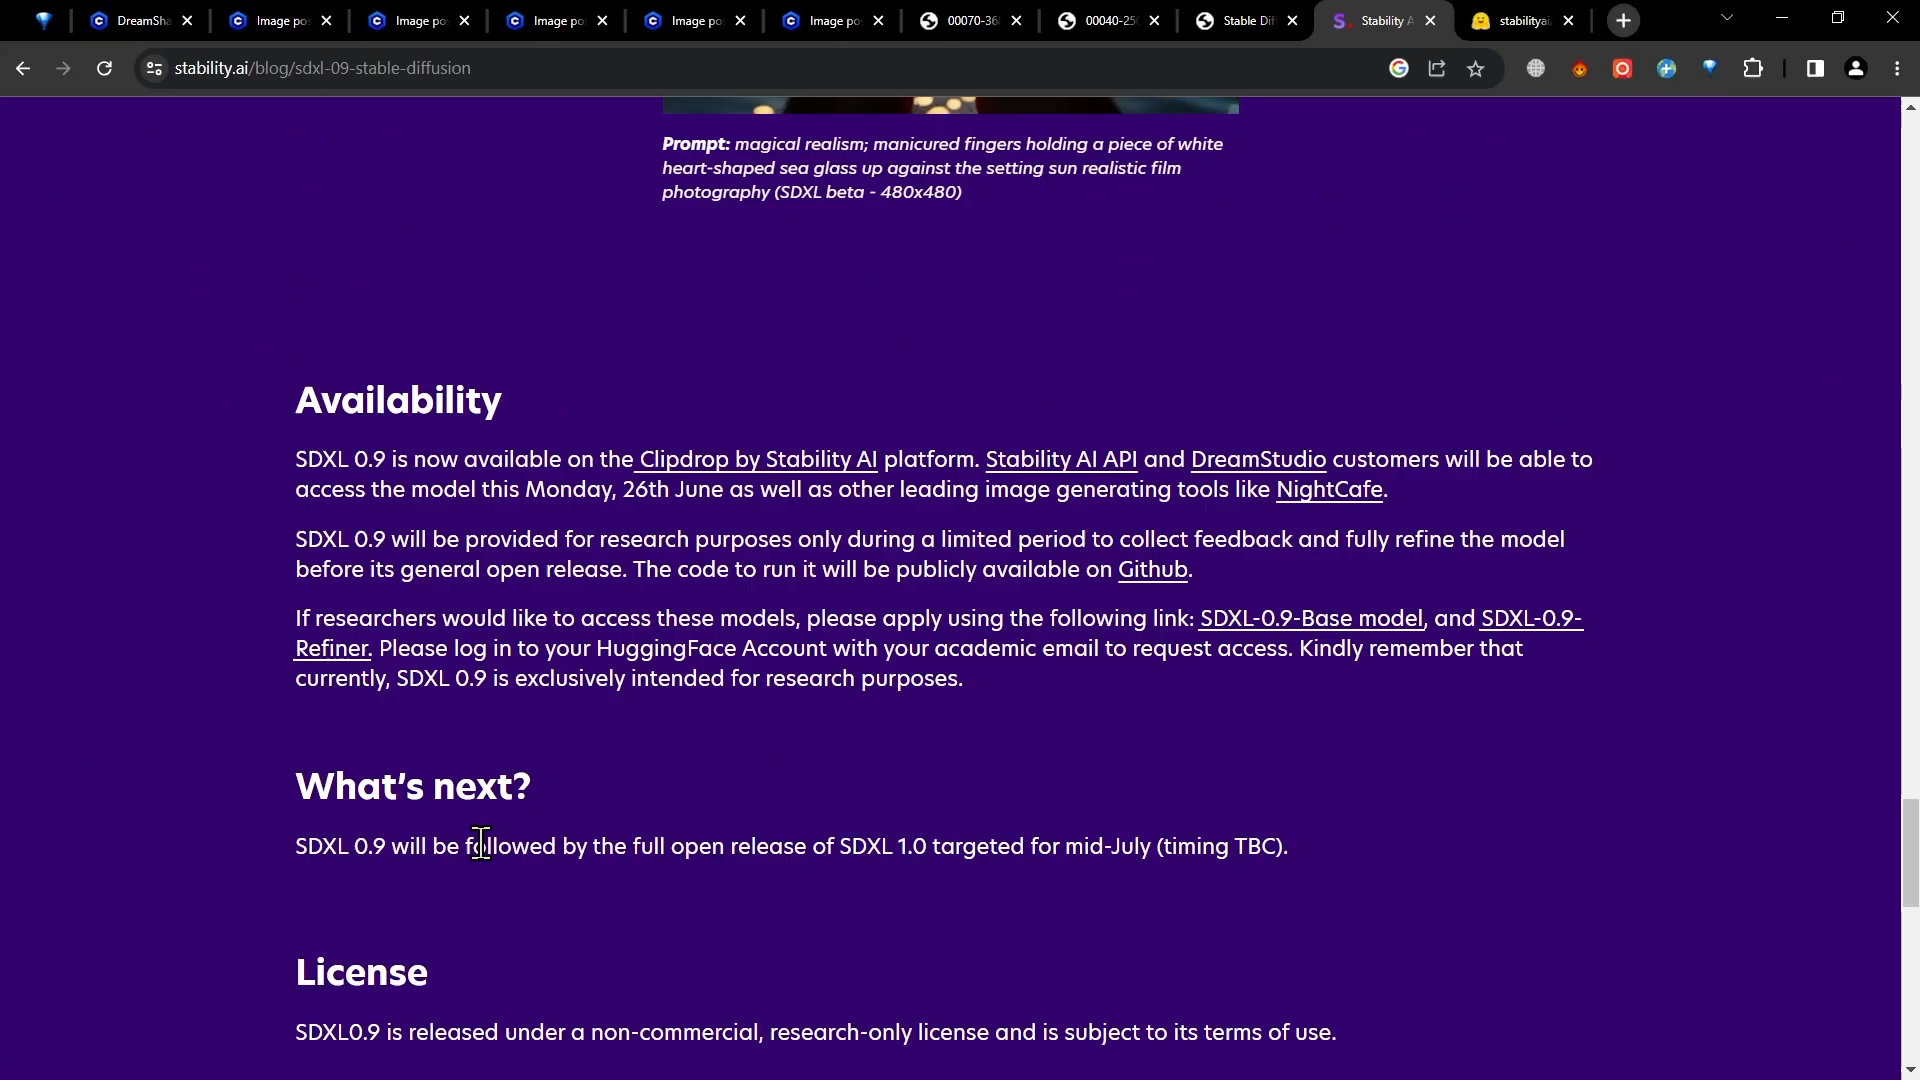 DreamSha
Image po
Image po
Image po
Image po
Image po
00070-36
00040-250
Stable Dif
Stability A
stabilityai
stability.ai/blog/sdxl-09-stable-diffusion
Prompt: magical realism; manicured fingers holding a piece of white
heart-shaped sea glass up against the setting sun realistic film
photography (SDXL beta - 480x480)
Availability
SDXL 0.9 is now available on the Clipdrop by Stability AI platform. Stability AI API and DreamStudio customers will be able to
access the model this Monday, 26th June as well as other leading image generating tools like NightCafe.
SDXL 0.9 will be provided for research purposes only during a limited period to collect feedback and fully refine the model
before its general open release. The code to run it will be publicly available on Github.
If researchers would like to access these models, please apply using the following link: SDXL-0.9-Base model, and SDXL-0.9-
Refiner. Please log in to your HuggingFace Account with your academic email to request access. Kindly remember that
currently, SDXL 0.9 is exclusively intended for research purposes.
What's next?
SDXL 0.9 will be followed by the full open release of SDXL 1.0 targeted for mid-July (timing TBC).
License
SDXL0.9 is released under a non-commercial, research-only license and is subject to its terms of use.